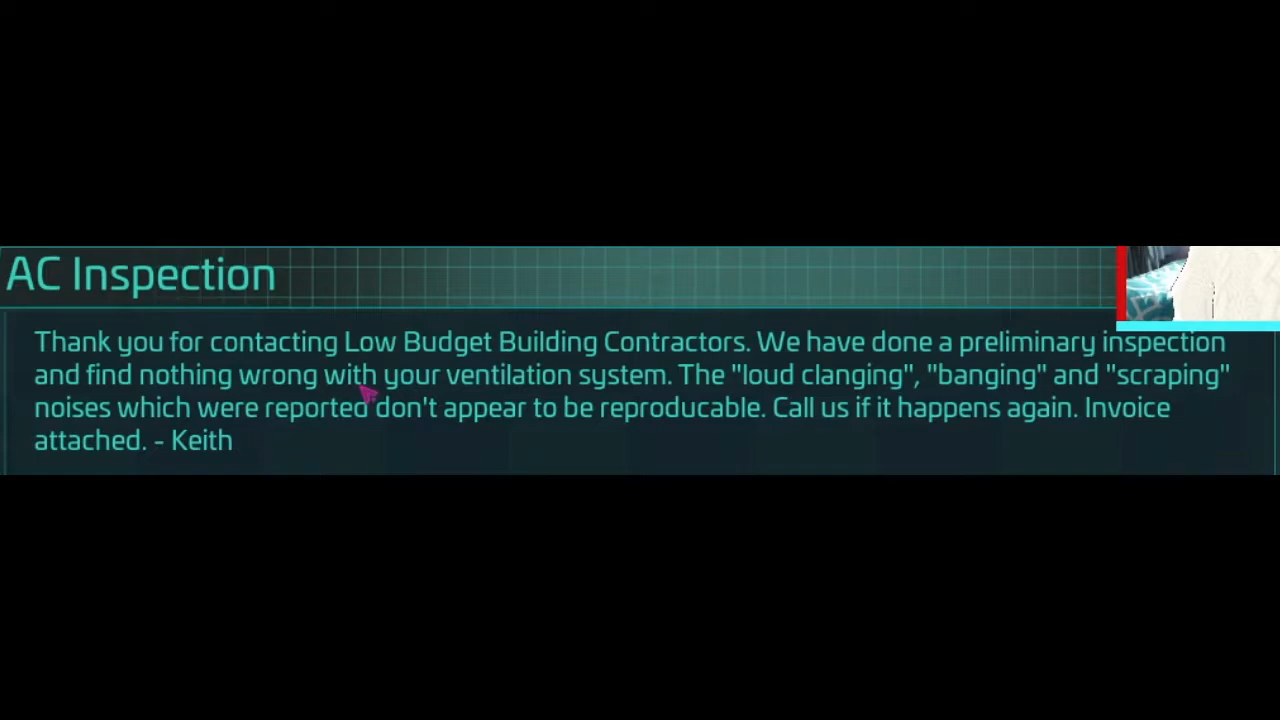 AC Inspection
Thank you for contacting Low Budget Building Contractors. We have done a preliminary inspection
and find nothing wrong with your ventilation system. The "loud clanging", "banging" and "scraping"
noises which were reported don't appear to be reproducable. Call us if it happens again. Invoice
attached. - Keith